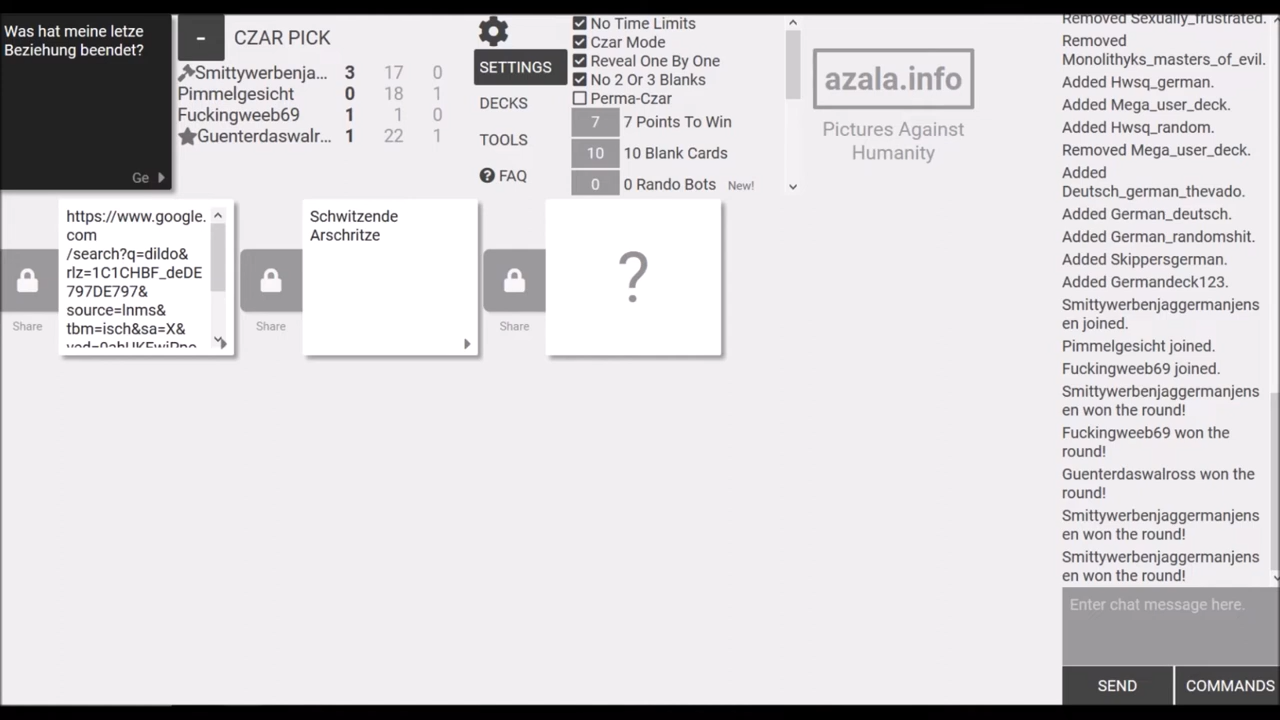 Was hat meine letze
Beziehung beendet?
Ge
-
CZAR PICK
Smittywerbenja... 3 17 0
Pimmelgesicht 0 18 1
Fuckingweeb69 1 1 0
Guenterdaswalr... 1 22 1
SETTINGS
DECKS
TOOLS
? FAQ
No Time Limits
Czar Mode
Reveal One By One
No 2 Or 3 Blanks
Perma-Czar
7 7 Points To Win
10 10 Blank Cards
0 0 Rando Bots New!
azala.info
Pictures Against
Humanity
Share
https://www.google.
com
/search?q=dildo&
rlz=1C1CHBF_deDE
797DE797&
source=lnms&
tbm=isch&sa=X&
Share
Schwitzende
Arschritze
Share
?
Removed Sexually_frustrated.
Removed
Monolithyks_masters_of_evil.
Added Hwsq_german.
Added Mega_user_deck.
Added Hwsq_random.
Removed Mega_user_deck.
Added
Deutsch_german_thevado.
Added German_deutsch.
Added German_randomshit.
Added Skippersgerman.
Added Germandeck123.
Smittywerbenjaggermanjens
en joined.
Pimmelgesicht joined.
Fuckingweeb69 joined.
Smittywerbenjaggermanjens
en won the round!
Fuckingweeb69 won the
round!
Guenterdaswalross won the
round!
Smittywerbenjaggermanjens
en won the round!
Smittywerbenjaggermanjens
en won the round!
Enter chat message here.
SEND
COMMANDS